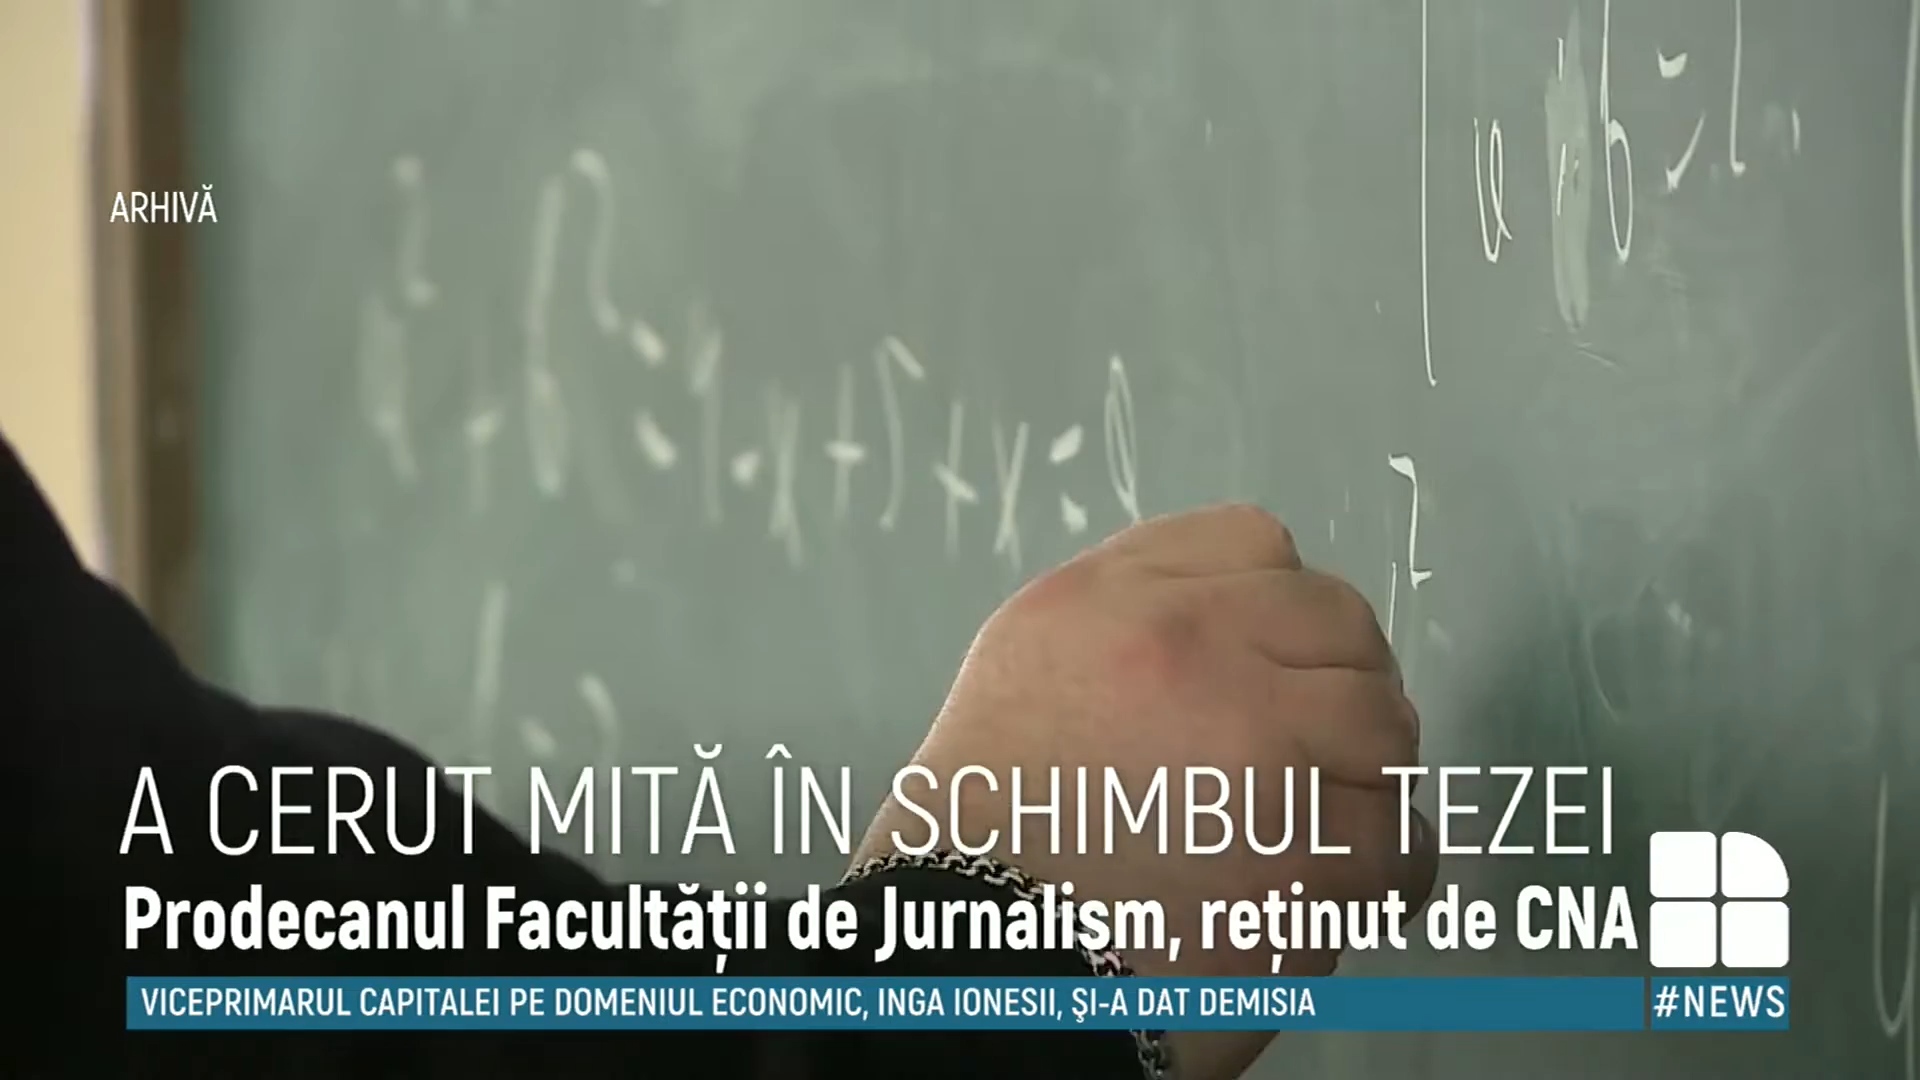 ARHIVĂ
A CERUT MITĂ ÎN SCHIMBUL TEZEI
Prodecanul Facultății de Jurnalism, reținut de CNA
VICEPRIMARUL CAPITALEI PE DOMENIUL ECONOMIC, INGA IONESII, ŞI-A DAT DEMISIA
#NEWS